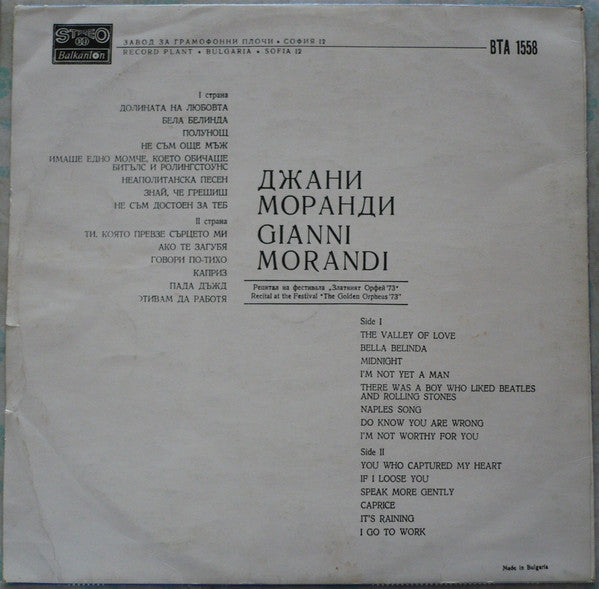 STEREO
Balkanton
ЗАВОД ЗА ГРАМОФОННИ ПЛОЧИ • СОФИЯ 12
RECORD PLANT • BULGARIA • SOFIA 12
ВТА 1558
I страна
ДОЛИНАТА НА ЛЮБОВТА
БЕЛА БЕЛИНДА
ПОЛУНОЩ
НЕ СЪМ ОЩЕ МЪЖ
ИМАШЕ ЕДНО МОМЧЕ, КОЕТО ОБИЧАШЕ
БИТЪЛС И РОЛИНГСТОУНС
НЕАПОЛИТАНСКА ПЕСЕН
ЗНАЙ, ЧЕ ГРЕШИШ
НЕ СЪМ ДОСТОЕН ЗА ТЕБ
II страна
ТИ, КОЯТО ПРЕВЗЕ СЪРЦЕТО МИ
АКО ТЕ ЗАГУБЯ
ГОВОРИ ПО-ТИХО
КАПРИЗ
ПАДА ДЪЖД
ОТИВАМ ДА РАБОТЯ
ДЖАНИ
МОРАНДИ
GIANNI
MORANDI
Рецитал на фестивала „Златният Орфей '73"
Recital at the Festival "The Golden Orpheus '73"
Side I
THE VALLEY OF LOVE
BELLA BELINDA
MIDNIGHT
I'M NOT YET A MAN
THERE WAS A BOY WHO LIKED BEATLES
AND ROLLING STONES
NAPLES SONG
DO KNOW YOU ARE WRONG
I'M NOT WORTHY FOR YOU
Side II
YOU WHO CAPTURED MY HEART
IF I LOOSE YOU
SPEAK MORE GENTLY
CAPRICE
IT'S RAINING
I GO TO WORK
Made in Bulgaria